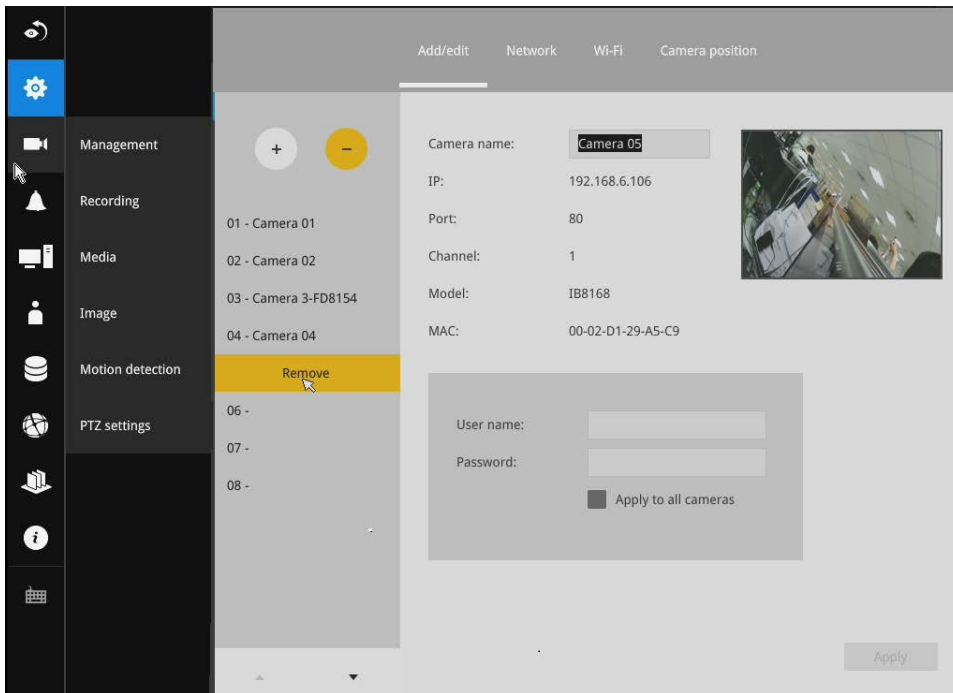 Add/edit Network Wi-Fi Camera position
Management
Recording
Media
Image
Motion detection
PTZ settings
+ −
01 - Camera 01
02 - Camera 02
03 - Camera 3-FD8154
04 - Camera 04
Remove
06 -
07 -
08 -
Camera name: Camera 05
IP: 192.168.6.106
Port: 80
Channel: 1
Model: IB8168
MAC: 00-02-D1-29-A5-C9
User name:
Password:
Apply to all cameras
Apply